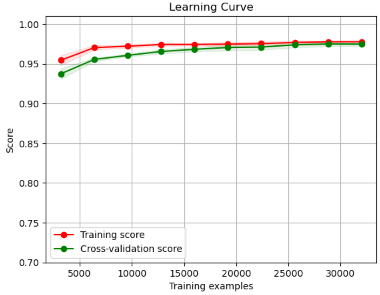 Learning Curve
1.00
0.95
0.90
0.85
0.80
0.75
0.70
Score
Training score
Cross-validation score
5000 10000 15000 20000 25000 30000
Training examples